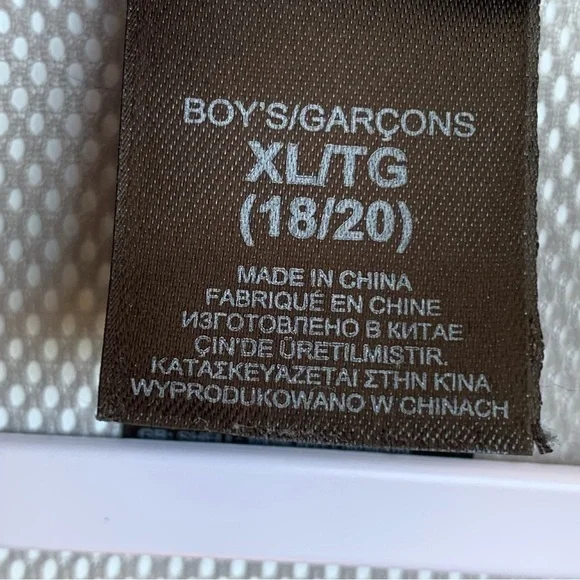 BOY'S/GARÇONS
XL/TG
(18/20)
MADE IN CHINA
FABRIQUÉ EN CHINE
ИЗГОТОВЛЕНО В КИТАЕ
ÇIN'DE ÜRETILMISTIR.
ΚΑΤΑΣΚΕΥΑΖΕΤΑΙ ΣΤΗΝ ΚΙΝΑ
WYPRODUKOWANO W CHINACH